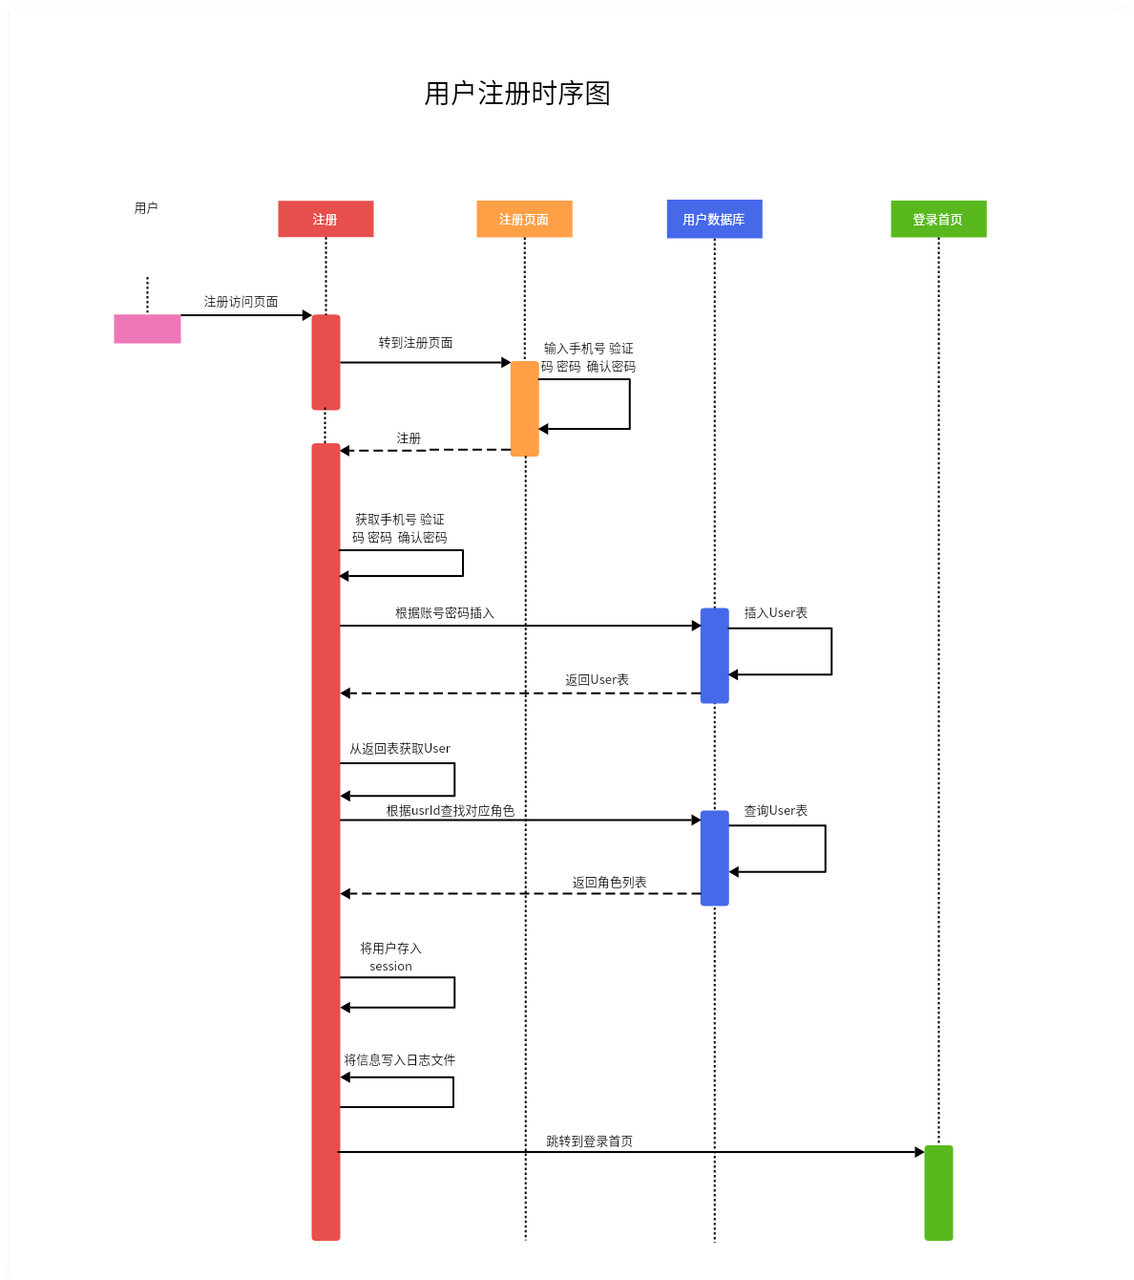 用户注册时序图
用户
注册
注册页面
用户数据库
登录首页
注册访问页面
转到注册页面
输入手机号 验证
码 密码 确认密码
注册
获取手机号 验证
码 密码 确认密码
根据账号密码插入
插入User表
返回User表
从返回表获取User
根据usrId查找对应角色
查询User表
返回角色列表
将用户存入
session
将信息写入日志文件
跳转到登录首页